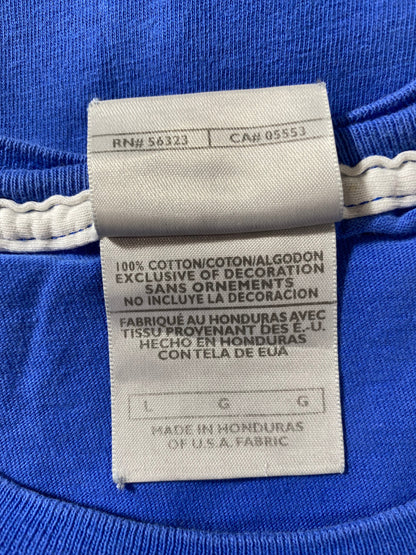 RN# 56323 CA# 05553
100% COTTON/COTON/ALGODON
EXCLUSIVE OF DECORATION
SANS ORNEMENTS
NO INCLUYE LA DECORACION
FABRIQUÉ AU HONDURAS AVEC
TISSU PROVENANT DES É.-U.
HECHO EN HONDURAS
CON TELA DE EUA
L G G
MADE IN HONDURAS
OF U.S.A. FABRIC